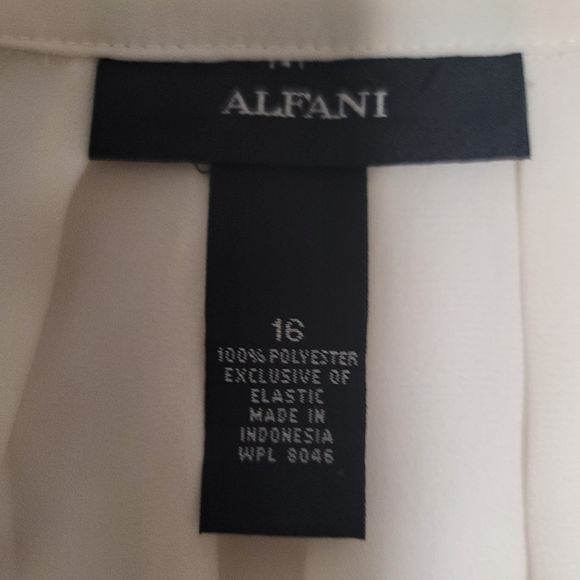 ALFANI
16
100% POLYESTER
EXCLUSIVE OF
ELASTIC
MADE IN
INDONESIA
WPL 8046